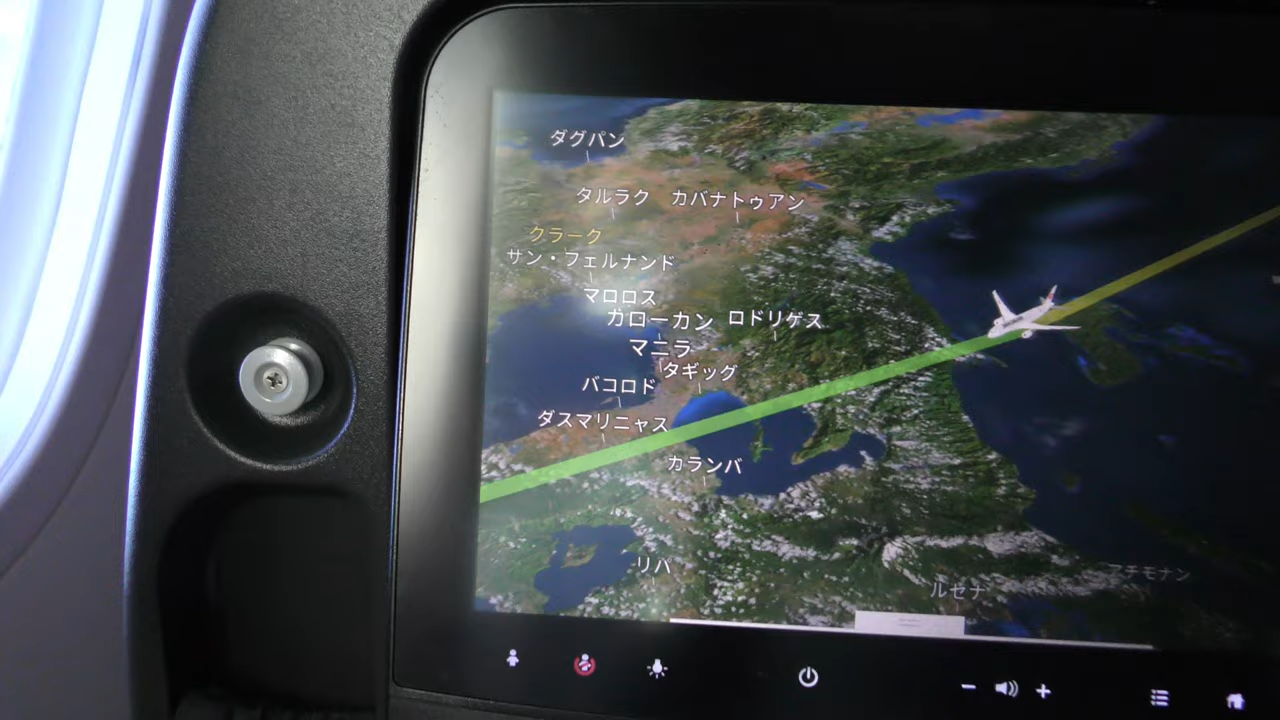 ダグパン
タルラク カバナトゥアン
クラーク
サン・フェルナンド
マロロス
カローカン ロドリゲス
マニラ
タギッグ
バコロド
ダスマリニャス
カランバ
リパ
アチモナン
ルセナ